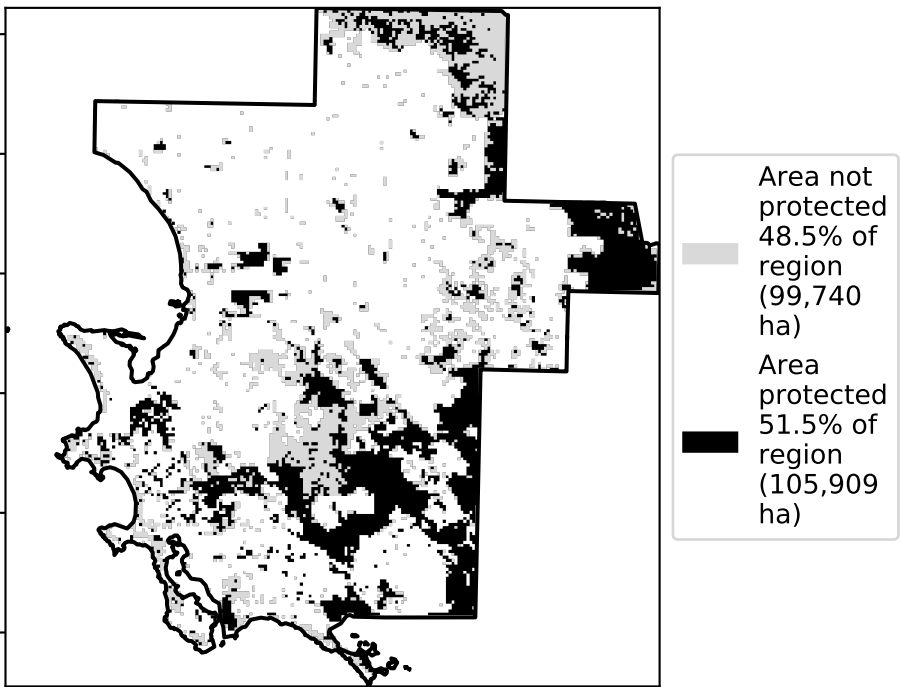 Area not
protected
48.5% of
region
(99,740
ha)
Area
protected
51.5% of
region
(105,909
ha)